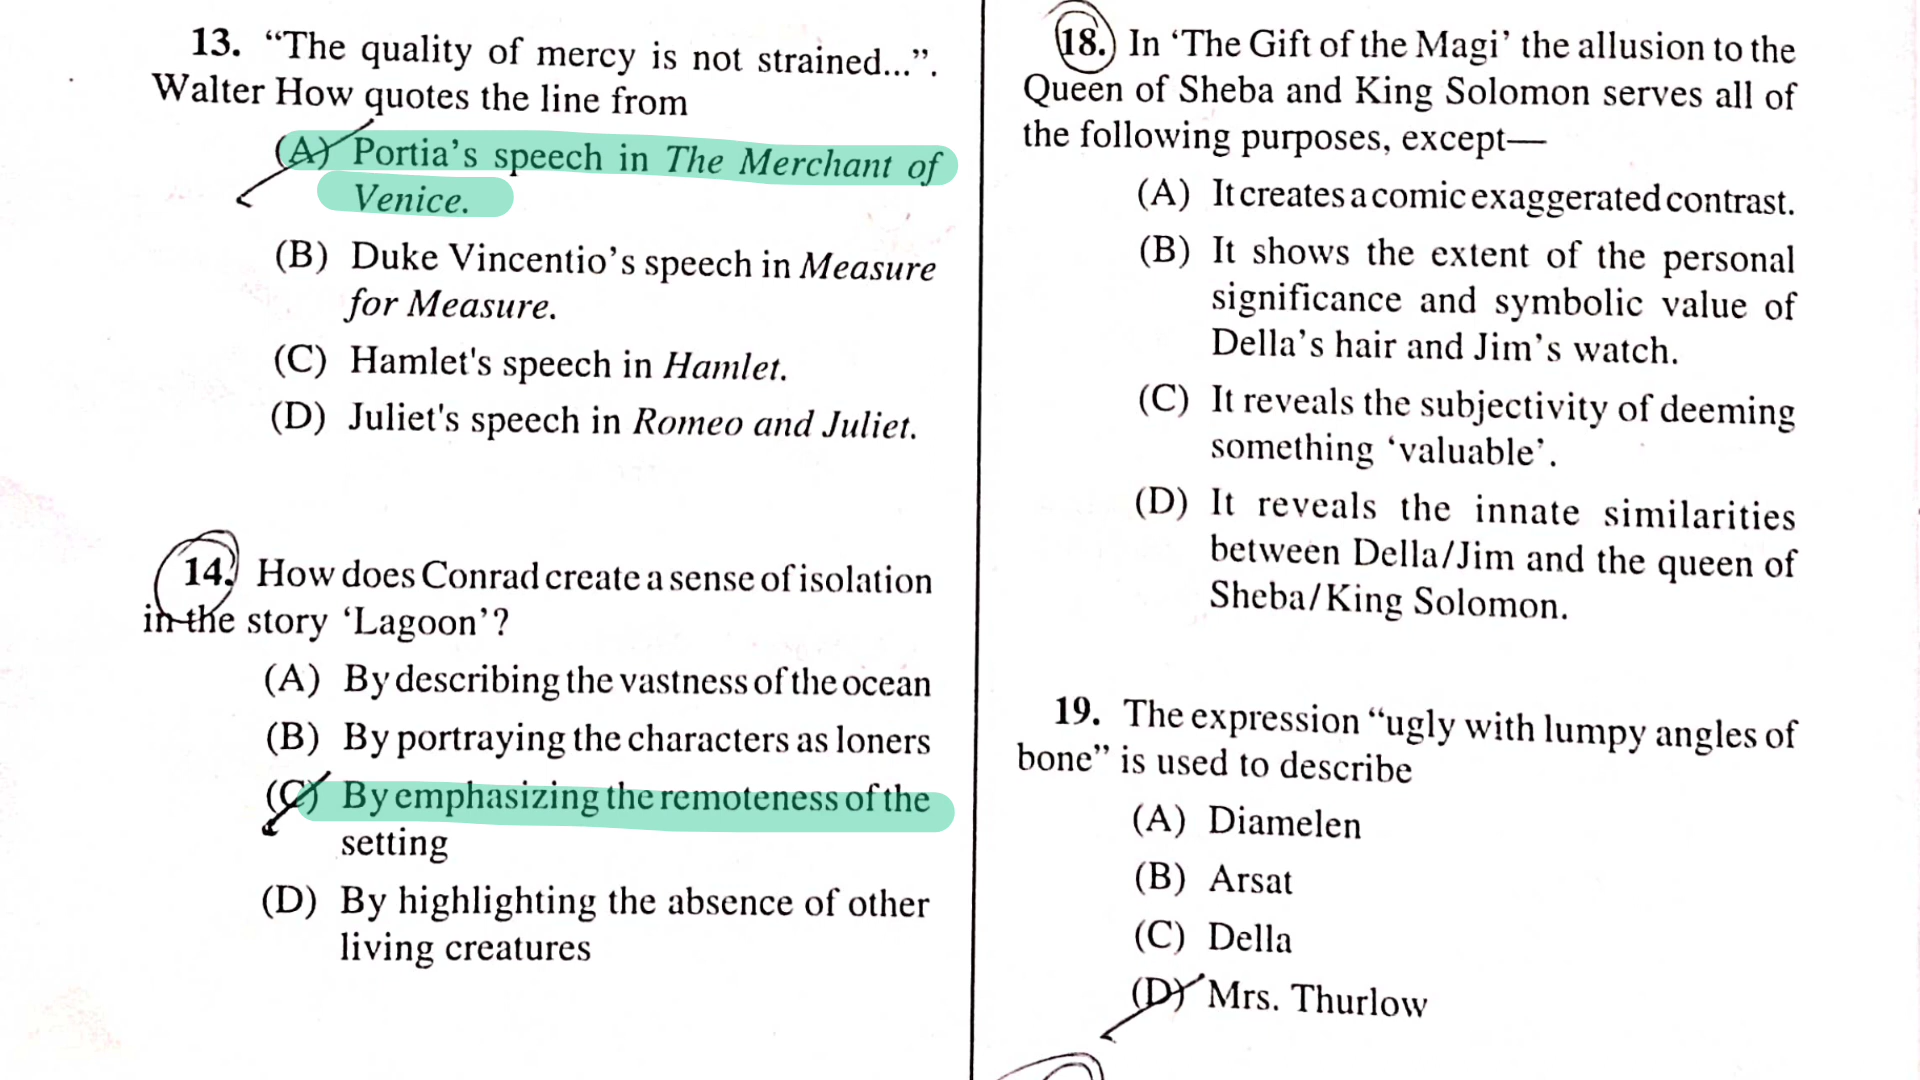 13. “The quality of mercy is not strained...”.
Walter How quotes the line from
(A) Portia’s speech in The Merchant of
Venice.
(B) Duke Vincentio’s speech in Measure
for Measure.
(C) Hamlet's speech in Hamlet.
(D) Juliet's speech in Romeo and Juliet.
14. How does Conrad create a sense of isolation
in the story ‘Lagoon’?
(A) By describing the vastness of the ocean
(B) By portraying the characters as loners
(C) By emphasizing the remoteness of the
setting
(D) By highlighting the absence of other
living creatures
18. In ‘The Gift of the Magi’ the allusion to the
Queen of Sheba and King Solomon serves all of
the following purposes, except—
(A) It creates a comic exaggerated contrast.
(B) It shows the extent of the personal
significance and symbolic value of
Della’s hair and Jim’s watch.
(C) It reveals the subjectivity of deeming
something ‘valuable’.
(D) It reveals the innate similarities
between Della/Jim and the queen of
Sheba/King Solomon.
19. The expression “ugly with lumpy angles of
bone” is used to describe
(A) Diamelen
(B) Arsat
(C) Della
(D) Mrs. Thurlow